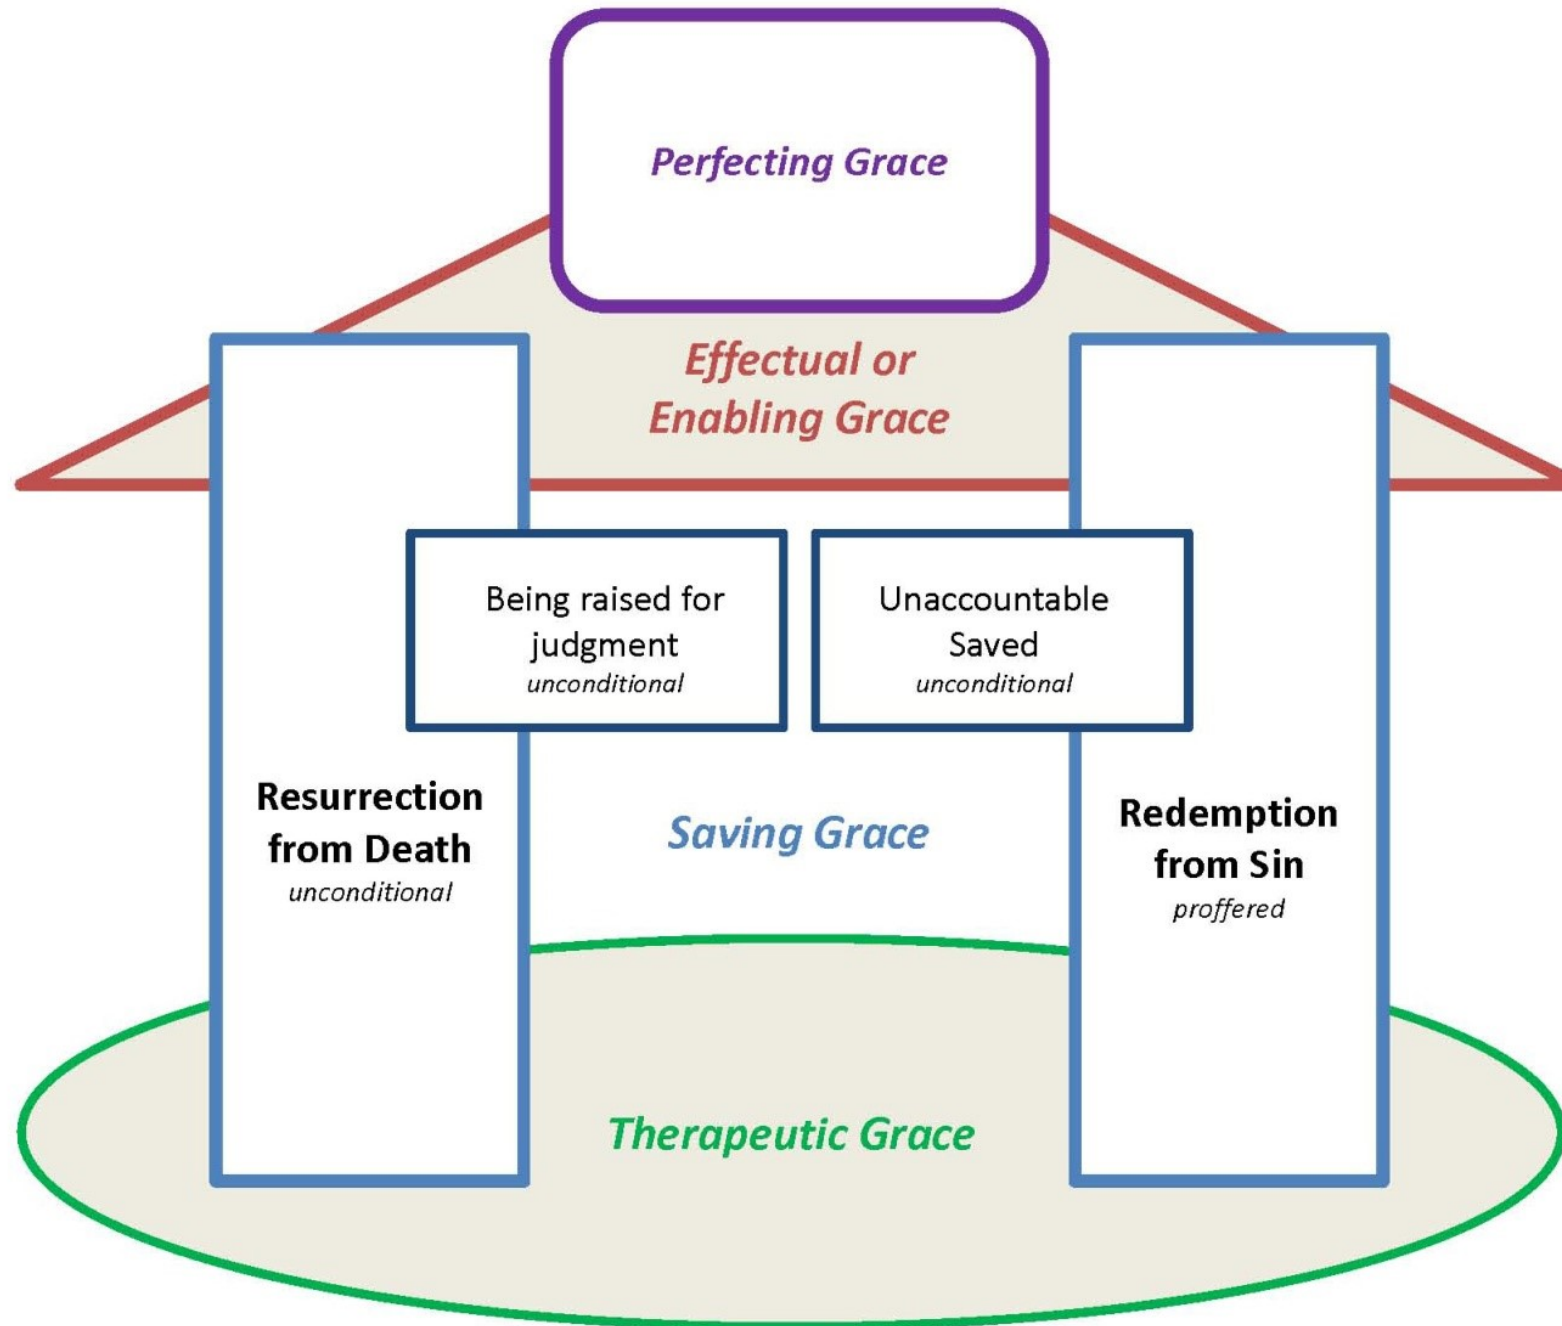 Perfecting Grace
Effectual or
Enabling Grace
Being raised for
judgment
unconditional
Unaccountable
Saved
unconditional
Resurrection
from Death
unconditional
Saving Grace
Redemption
from Sin
proffered
Therapeutic Grace